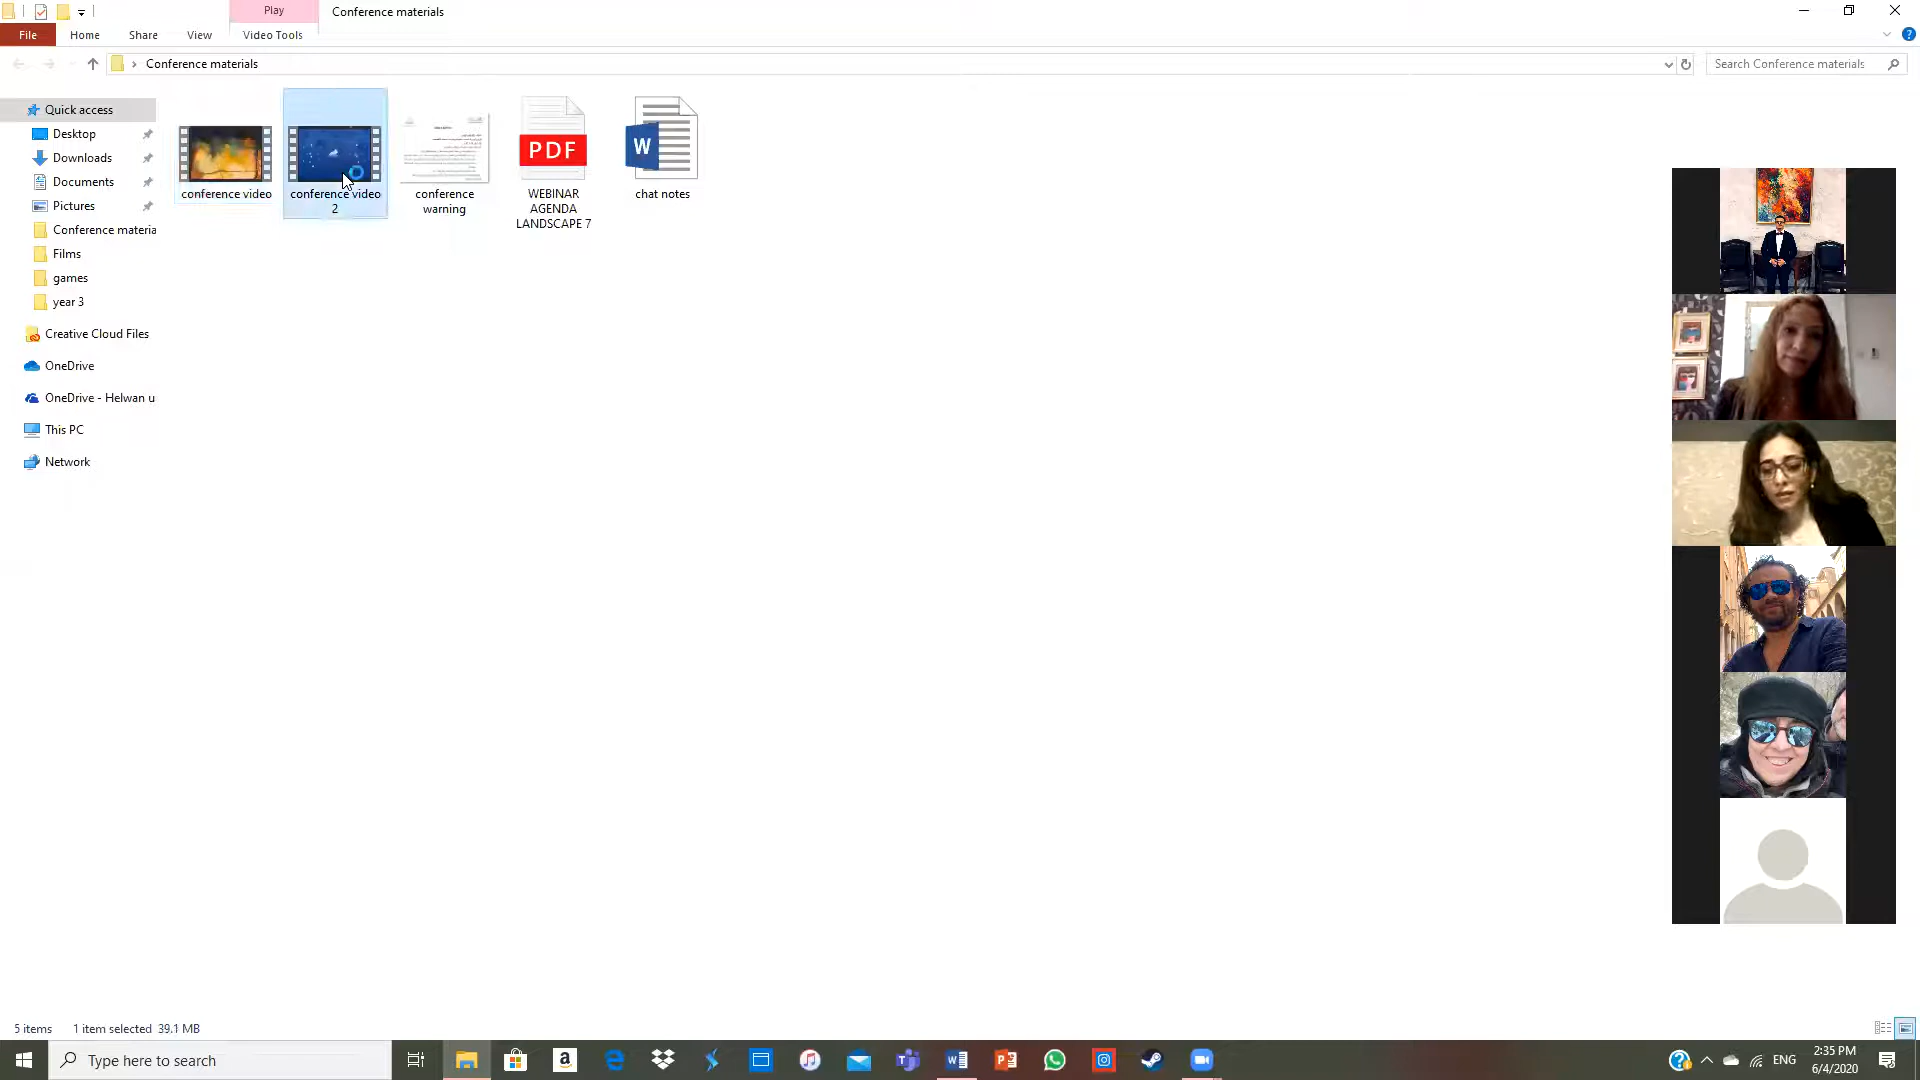 Play
Conference materials
File
Home
Share
View
Video Tools
Conference materials
Search Conference materials
Quick access
Desktop
Downloads
Documents
Pictures
Conference materia
Films
games
year 3
Creative Cloud Files
OneDrive
OneDrive - Helwan u
This PC
Network
conference video
conference video
2
conference
warning
PDF
WEBINAR
AGENDA
LANDSCAPE 7
W
chat notes
5 items
1 item selected 39.1 MB
Type here to search
ENG
2:35 PM
6/4/2020